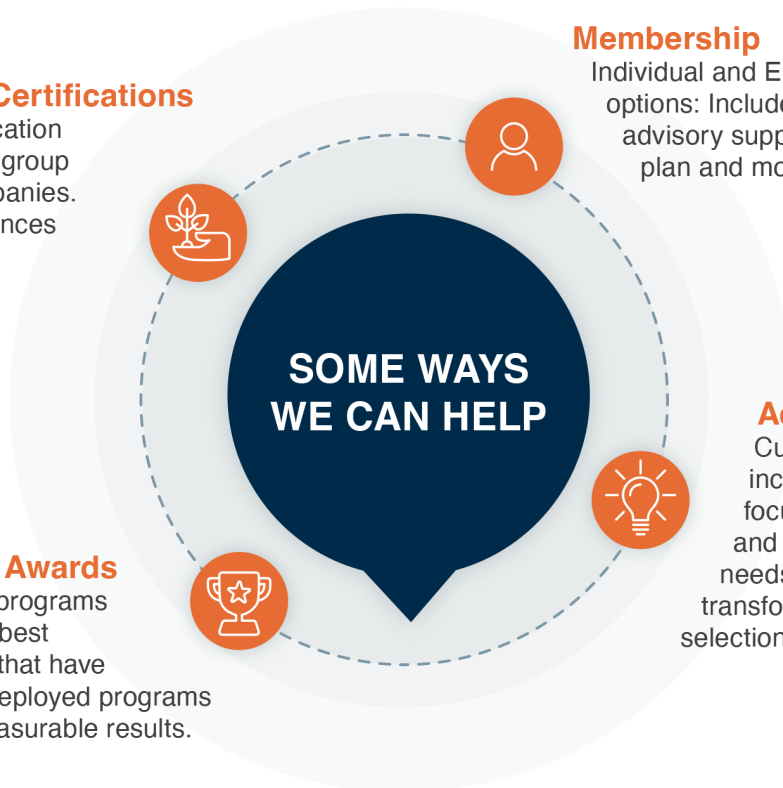 Membership
Individual and E
options: Include
advisory supp
plan and mo
Certifications
cation
group
panies.
nces
SOME WAYS
WE CAN HELP
A
Cu
inc
focu
and
needs
transfo
selection
Awards
programs
best
that have
eployed programs
asurable results.